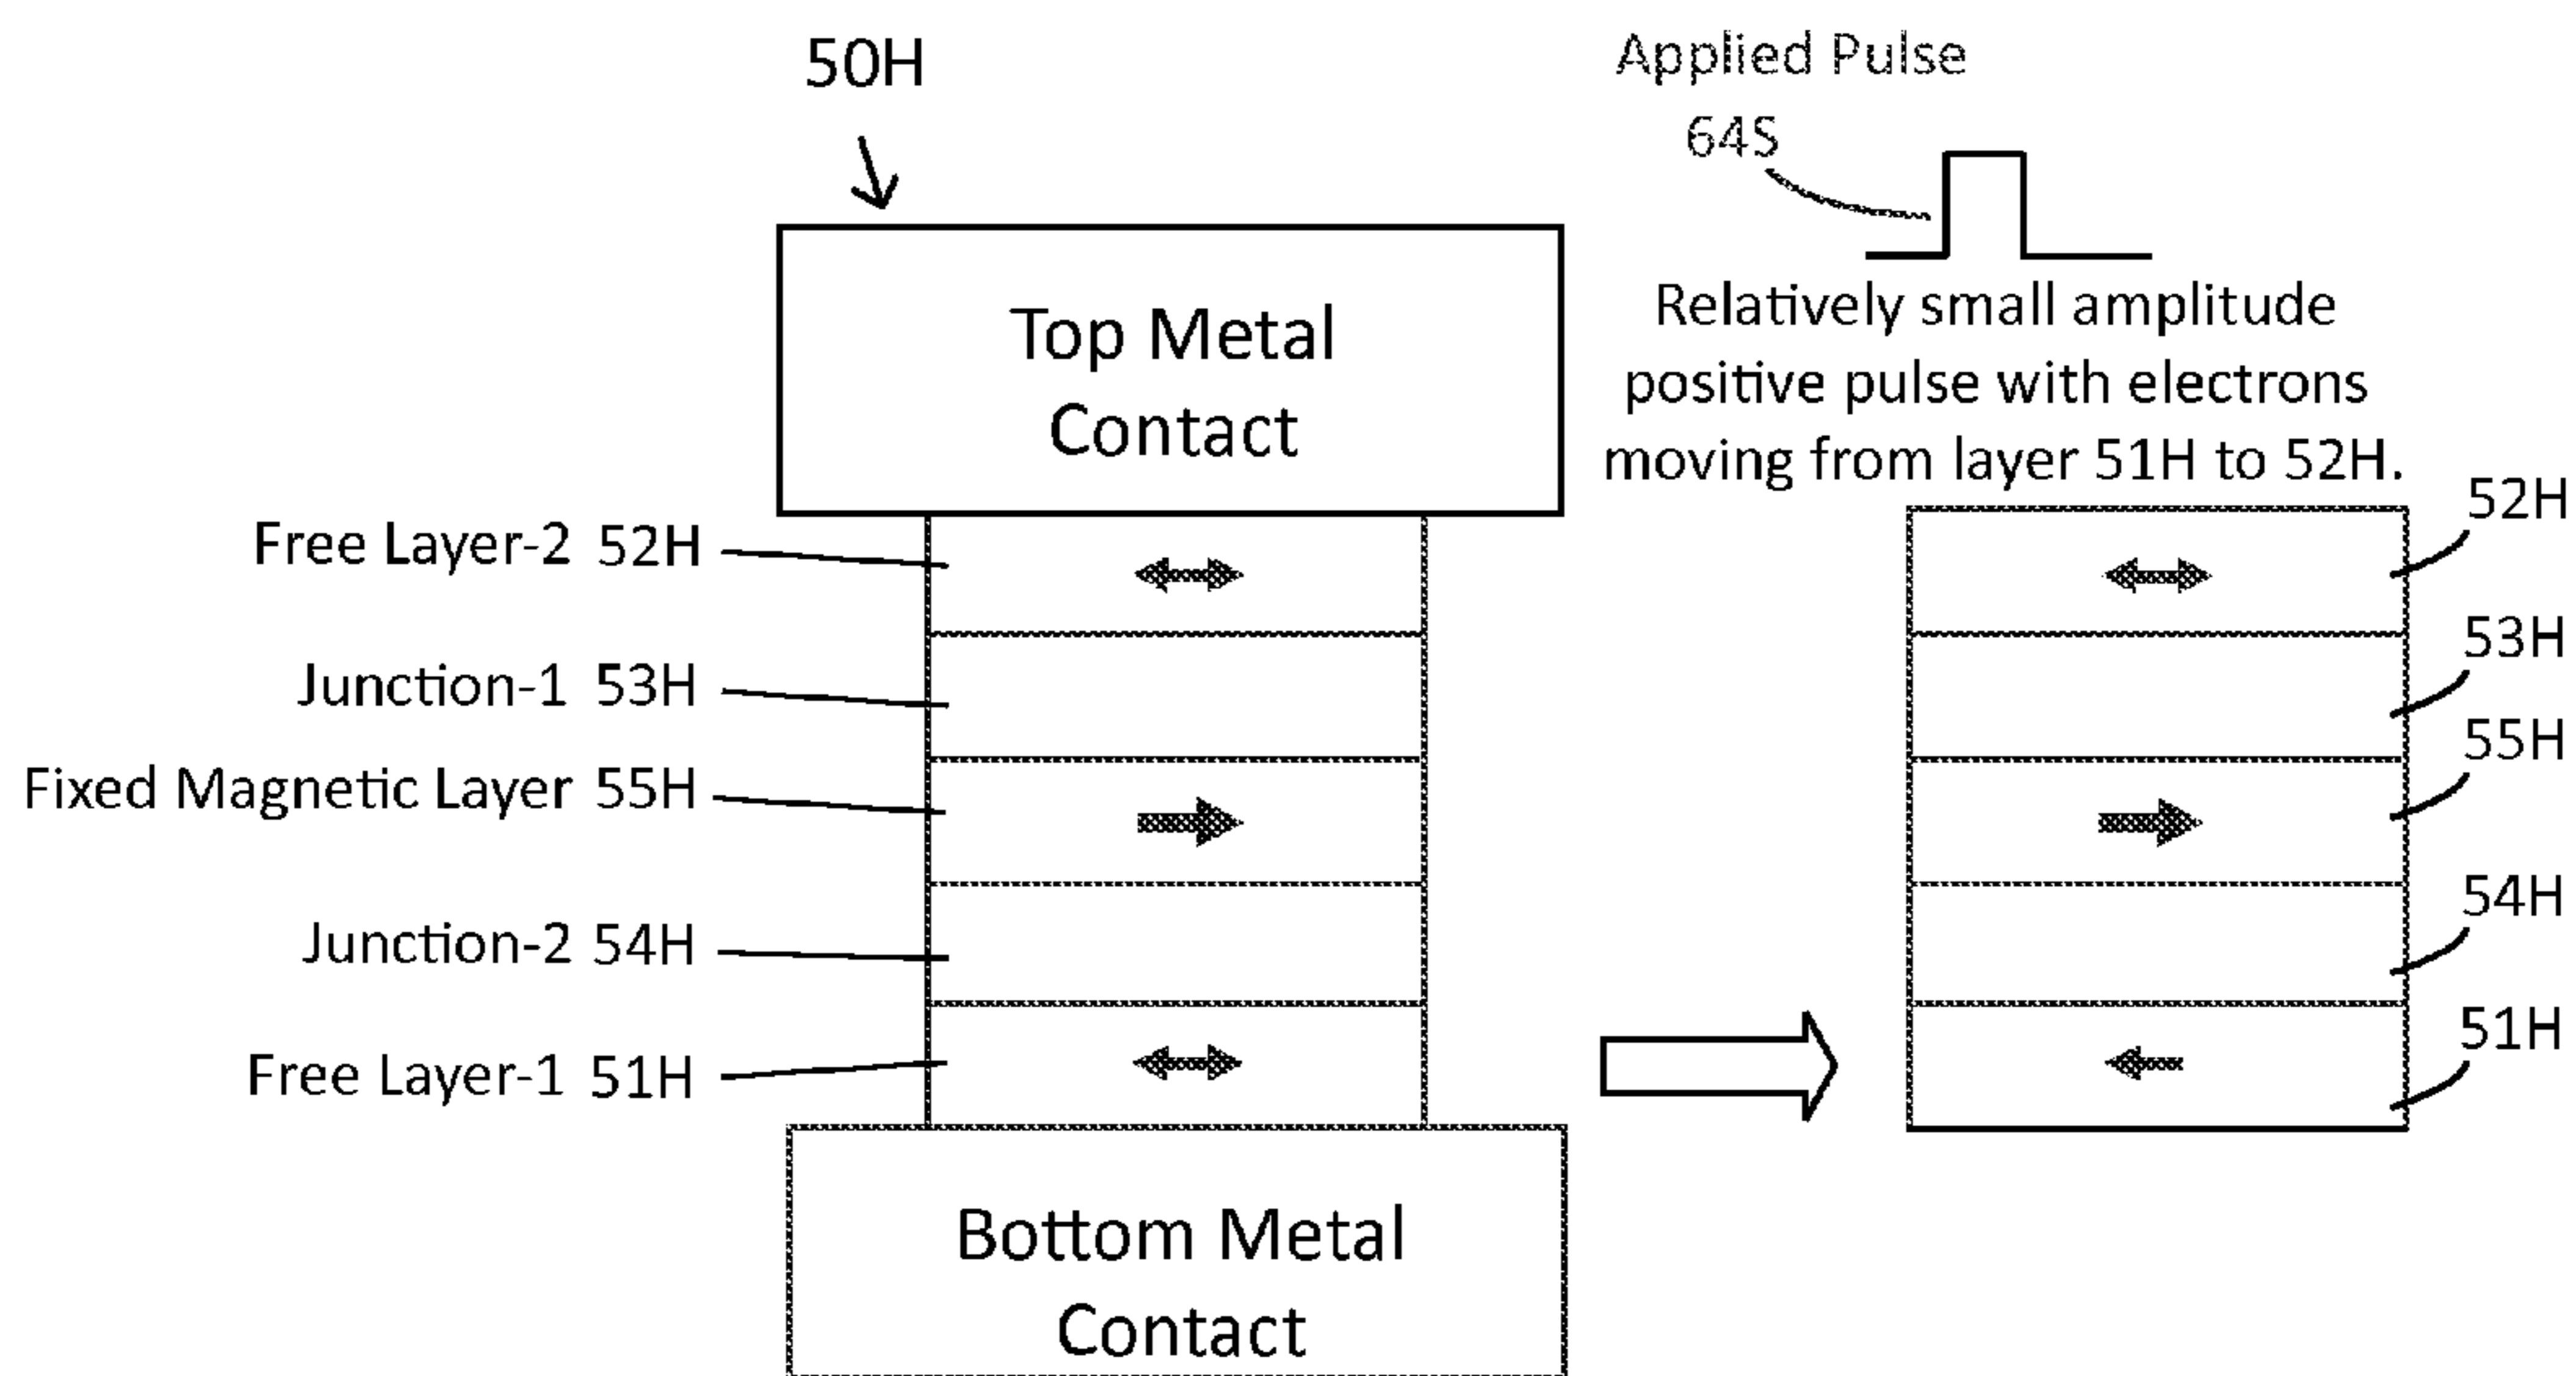 50H
Applied Pulse
64S
Relatively small amplitude
positive pulse with electrons
moving from layer 51H to 52H.
Top Metal
Contact
Free Layer-2 52H
Junction-1 53H
Fixed Magnetic Layer 55H
Junction-2 54H
Free Layer-1 51H
Bottom Metal
Contact
52H
53H
55H
54H
51H